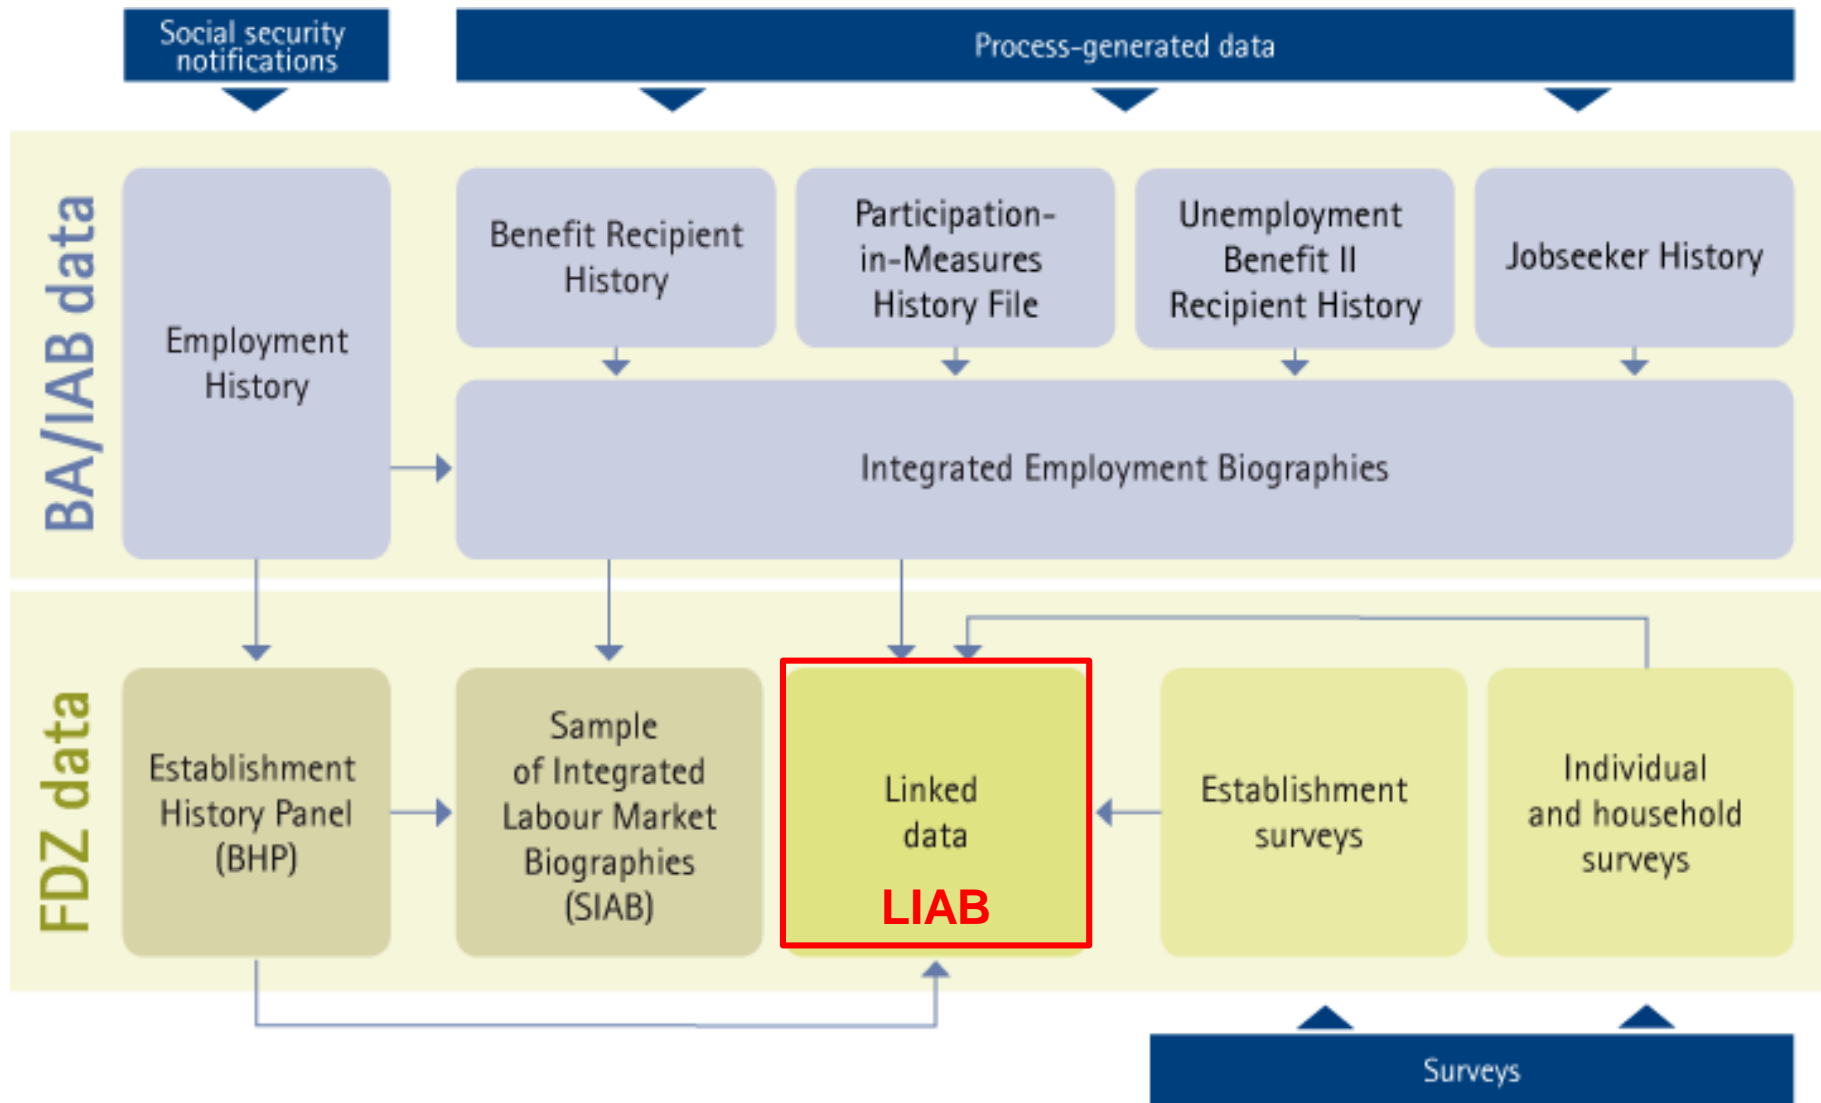 Social security
notifications
Process-generated data
BA/IAB data
Employment
History
Benefit Recipient
History
Participation-
in-Measures
History File
Unemployment
Benefit II
Recipient History
Jobseeker History
Integrated Employment Biographies
FDZ data
Establishment
History Panel
(BHP)
Sample
of Integrated
Labour Market
Biographies
(SIAB)
Linked
data
LIAB
Establishment
surveys
Individual
and household
surveys
Surveys